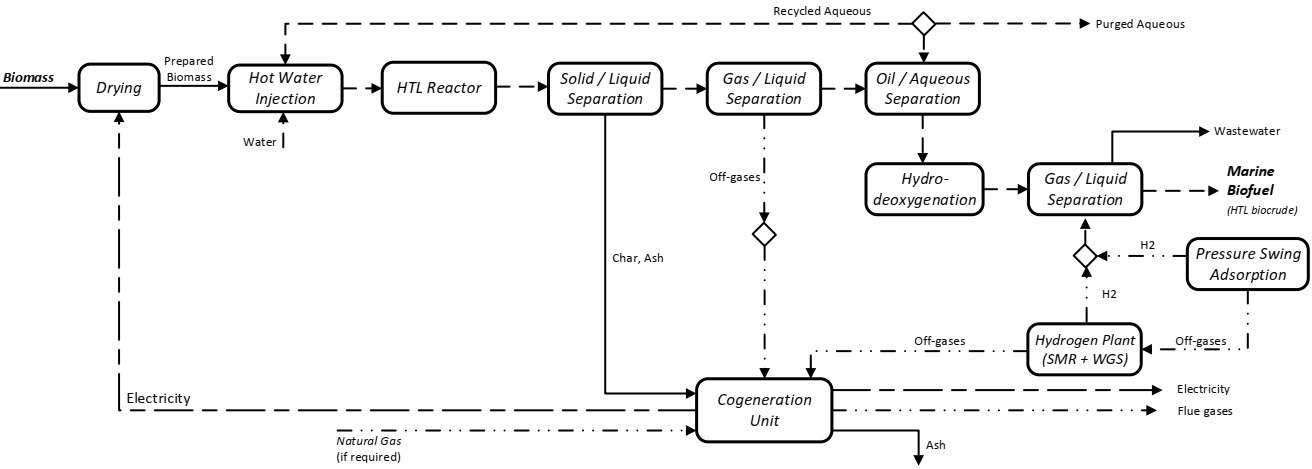 Recycled Aqueous
Purged Aqueous
Biomass
Drying
Prepared
Biomass
Hot Water
Injection
HTL Reactor
Solid / Liquid
Separation
Gas / Liquid
Separation
Oil / Aqueous
Separation
Water
Wastewater
Off-gases
Hydro-
deoxygenation
Gas / Liquid
Separation
Marine
Biofuel
(HTL biocrude)
Char, Ash
H2
Pressure Swing
Adsorption
H2
Off-gases
Hydrogen Plant
(SMR + WGS)
Off-gases
Electricity
Cogeneration
Unit
Electricity
Flue gases
Natural Gas
(if required)
Ash